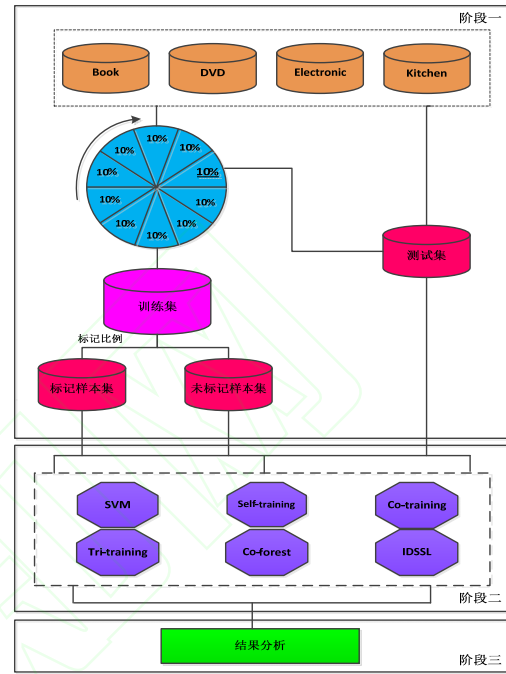 阶段一
Book
DVD
Electronic
Kitchen
10%
10%
10%
10%
10%
10%
10%
10%
10%
10%
测试集
训练集
标记比例
标记样本集
未标记样本集
SVM
Self-training
Co-training
Tri-training
Co-forest
IDSSL
阶段二
结果分析
阶段三